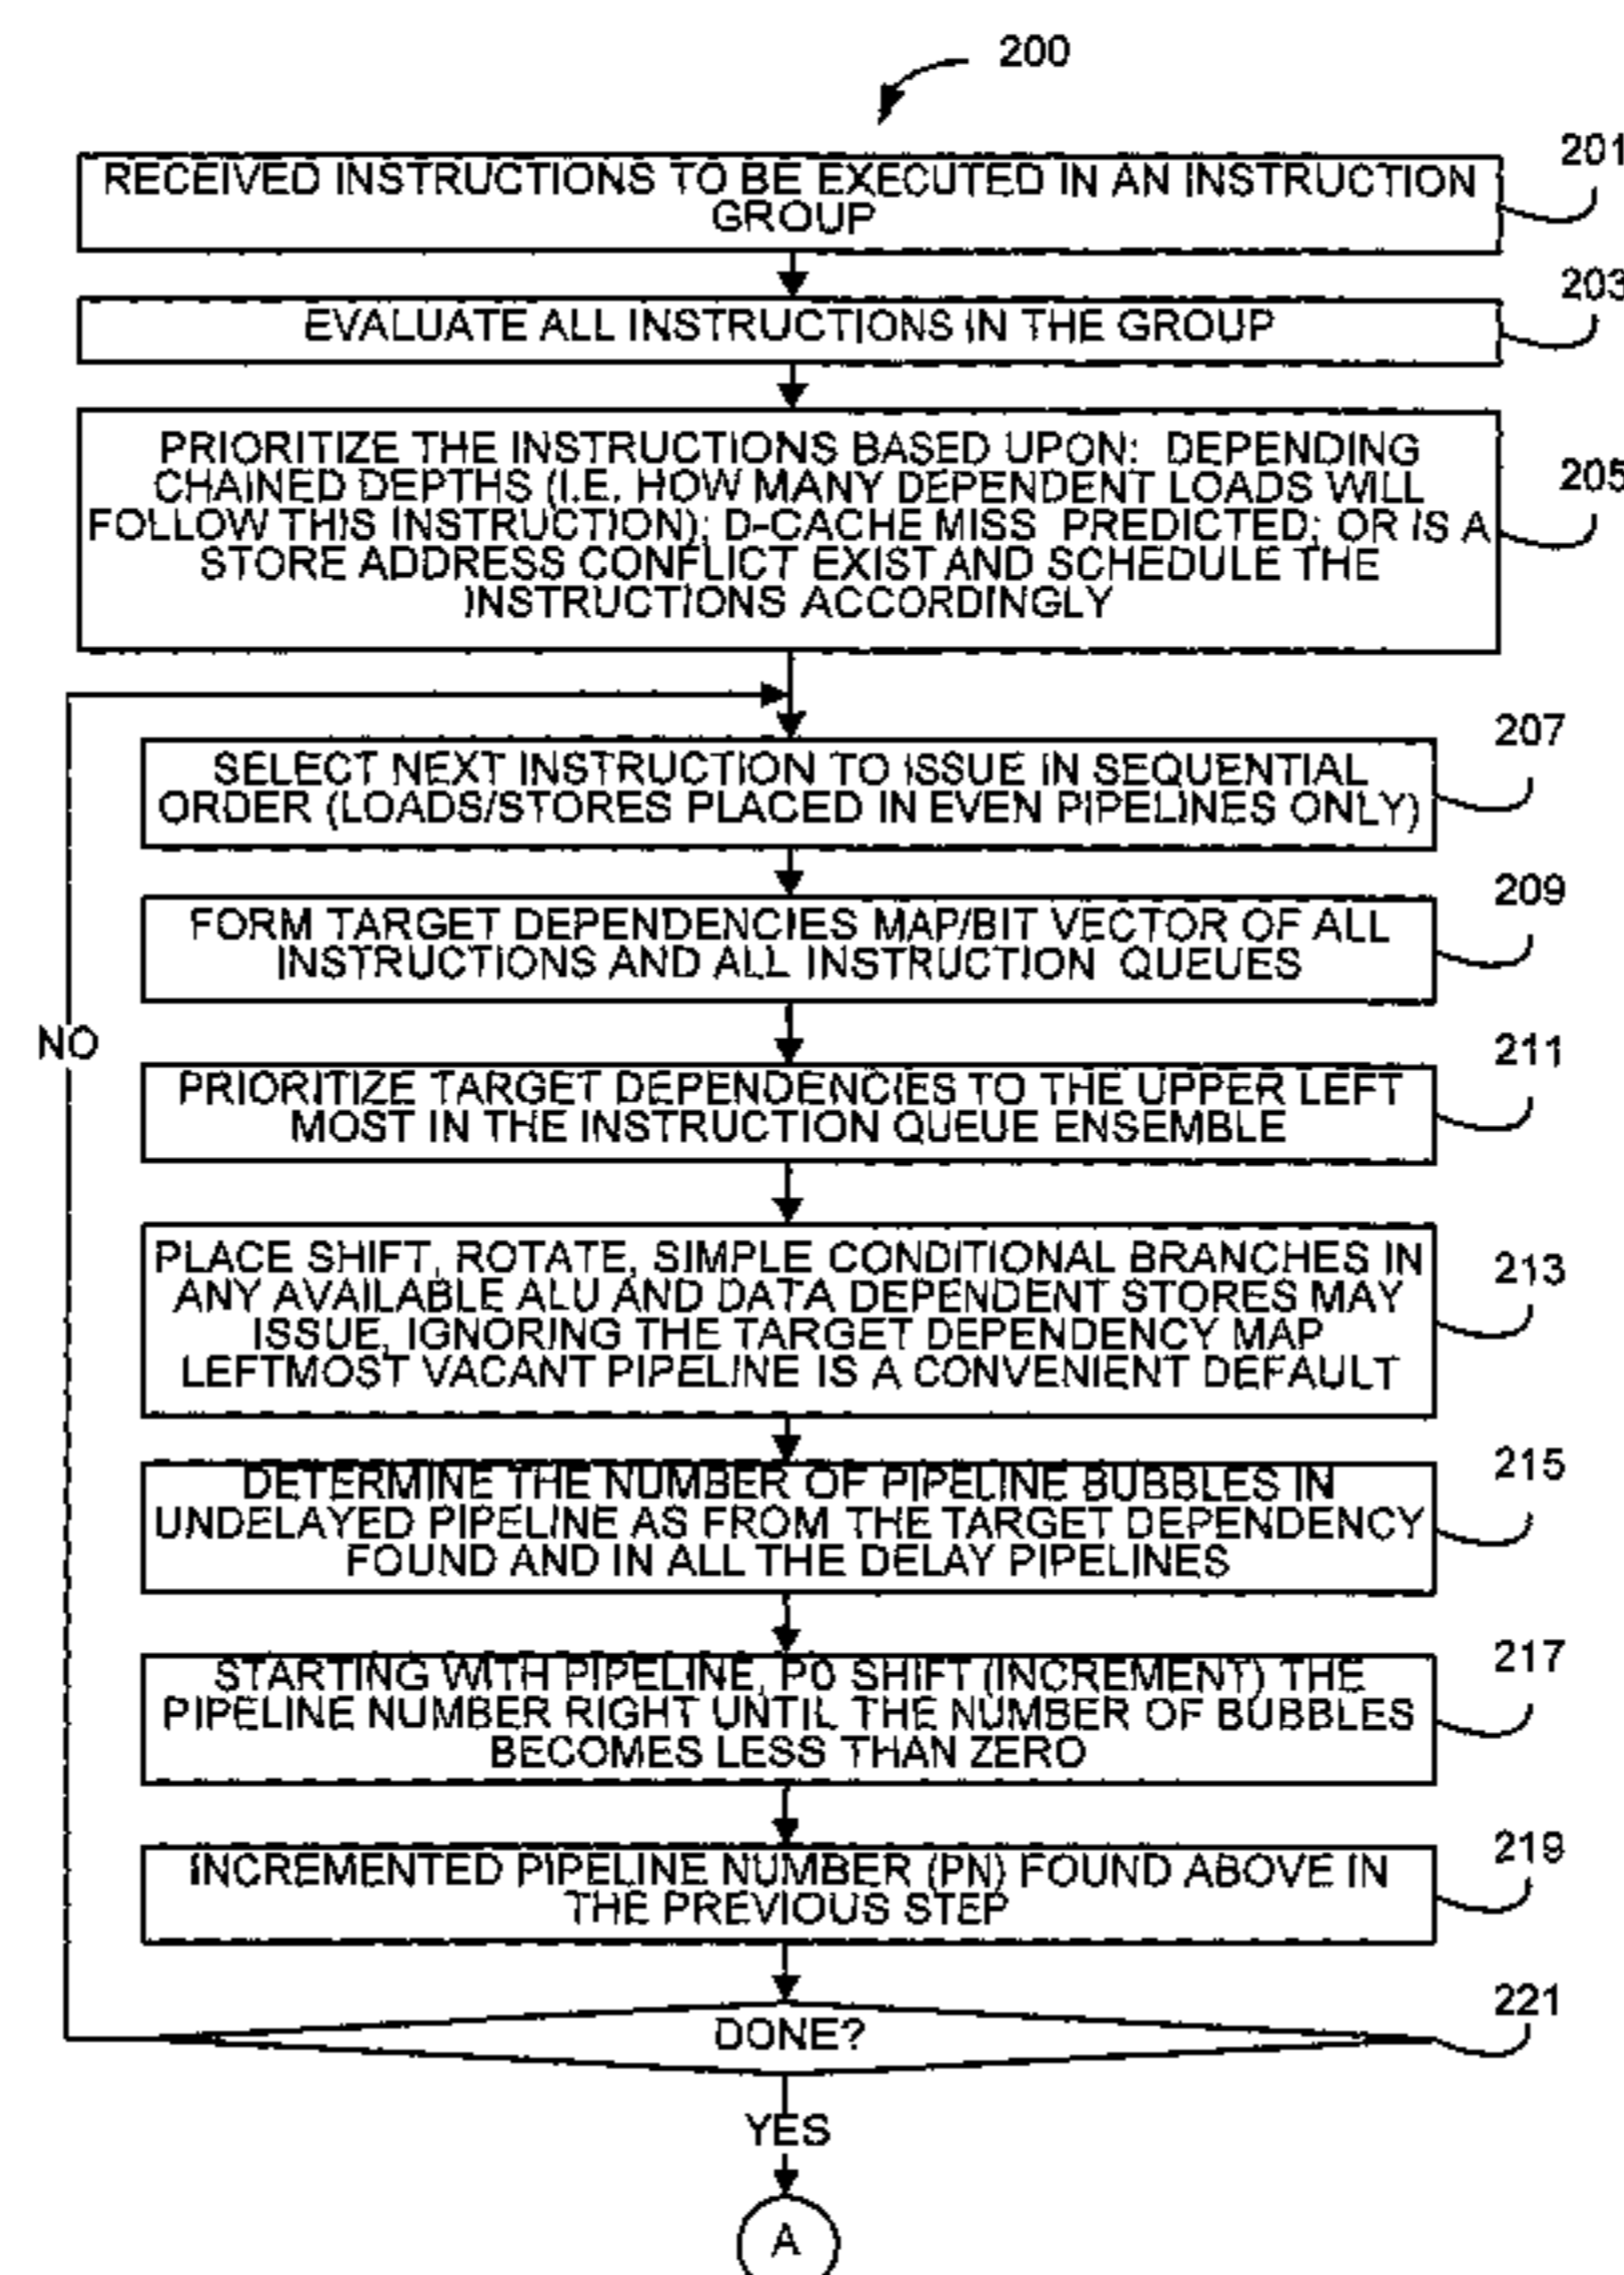 200
RECEIVED INSTRUCTIONS TO BE EXECUTED IN AN INSTRUCTION
GROUP
201
EVALUATE ALL INSTRUCTIONS IN THE GROUP
203
PRIORITIZE THE INSTRUCTIONS BASED UPON: DEPENDING
CHAINED DEPTHS (I.E. HOW MANY DEPENDENT LOADS WILL
FOLLOW THIS INSTRUCTION); D-CACHE MISS PREDICTED; OR IS A
STORE ADDRESS CONFLICT EXIST AND SCHEDULE THE
INSTRUCTIONS ACCORDINGLY
205
SELECT NEXT INSTRUCTION TO ISSUE IN SEQUENTIAL
ORDER (LOADS/STORES PLACED IN EVEN PIPELINES ONLY)
207
FORM TARGET DEPENDENCIES MAP/BIT VECTOR OF ALL
INSTRUCTIONS AND ALL INSTRUCTION QUEUES
209
NO
PRIORITIZE TARGET DEPENDENCIES TO THE UPPER LEFT
MOST IN THE INSTRUCTION QUEUE ENSEMBLE
211
PLACE SHIFT, ROTATE, SIMPLE CONDITIONAL BRANCHES IN
ANY AVAILABLE ALU AND DATA DEPENDENT STORES MAY
ISSUE, IGNORING THE TARGET DEPENDENCY MAP
LEFTMOST VACANT PIPELINE IS A CONVENIENT DEFAULT
213
DETERMINE THE NUMBER OF PIPELINE BUBBLES IN
UNDELAYED PIPELINE AS FROM THE TARGET DEPENDENCY
FOUND AND IN ALL THE DELAY PIPELINES
215
STARTING WITH PIPELINE, P0 SHIFT (INCREMENT) THE
PIPELINE NUMBER RIGHT UNTIL THE NUMBER OF BUBBLES
BECOMES LESS THAN ZERO
217
INCREMENTED PIPELINE NUMBER (PN) FOUND ABOVE IN
THE PREVIOUS STEP
219
DONE?
221
YES
A